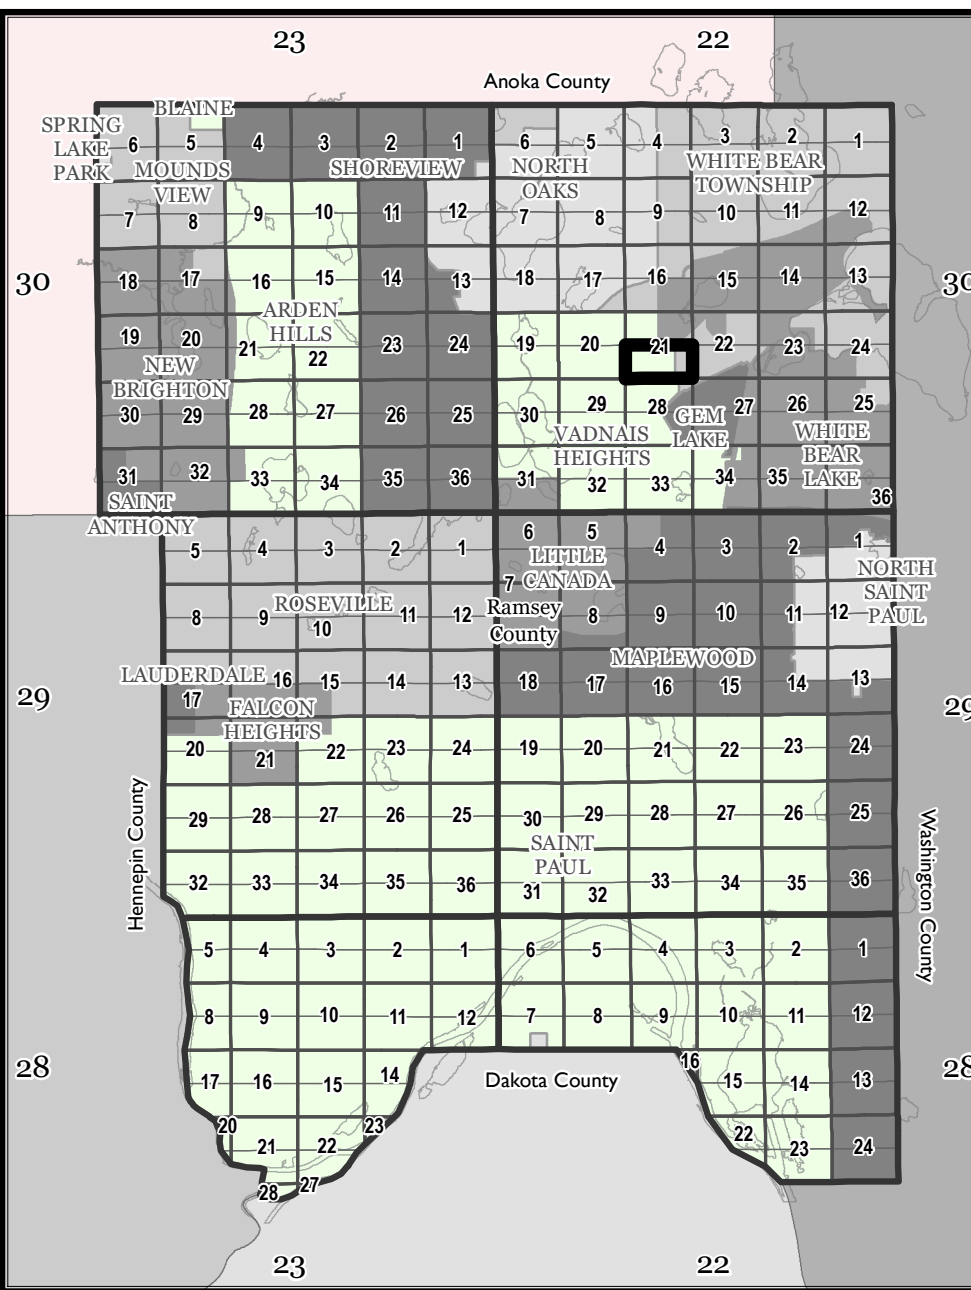 23 22
Anoka County
BLAINE
SPRING
LAKE
PARK
6 5 4 3 2 1 6 5 4 3 2 1
MOUNDS
VIEW
SHOREVIEW
NORTH
OAKS
WHITE BEAR
TOWNSHIP
7 8 9 10 11 12 7 8 9 10 11 12
30 18 17 16 15 14 13 18 17 16 15 14 13 30
ARDEN
HILLS
19 20 21 22 23 24 19 20 21 22 23 24
NEW
BRIGHTON
30 29 28 27 26 25 30 29 28 27 26 25
GEM
LAKE
VADNAIS
HEIGHTS
WHITE
BEAR
LAKE
31 32 33 34 35 36 31 32 33 34 35 36
SAINT
ANTHONY
5 4 3 2 1 6 5 4 3 2 1
LITTLE
CANADA
NORTH
SAINT
PAUL
8 9 10 11 12 7 8 9 10 11 12
ROSEVILLE
Ramsey
County
MAPLEWOOD
LAUDERDALE
29 17 16 15 14 13 18 17 16 15 14 13 29
FALCON
HEIGHTS
20 21 22 23 24 19 20 21 22 23 24
Hennepin County
29 28 27 26 25 30 29 28 27 26 25
Washington County
SAINT
PAUL
32 33 34 35 36 31 32 33 34 35 36
5 4 3 2 1 6 5 4 3 2 1
8 9 10 11 12 7 8 9 10 11 12
28 17 16 15 14 16 15 14 13 28
Dakota County
20 21 22 23 22 23 24
28 27
23 22